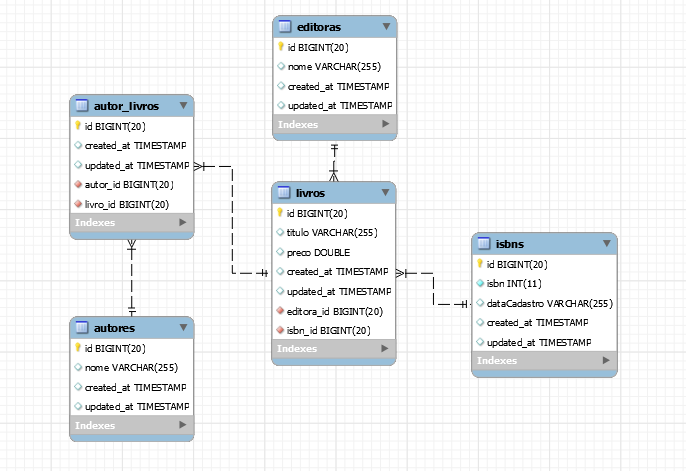 editoras
id BIGINT(20)
nome VARCHAR(255)
created_at TIMESTAMP
updated_at TIMESTAMP
Indexes
autor_livros
id BIGINT(20)
created_at TIMESTAMP
updated_at TIMESTAMP
autor_id BIGINT(20)
livro_id BIGINT(20)
Indexes
livros
id BIGINT(20)
titulo VARCHAR(255)
preco DOUBLE
created_at TIMESTAMP
updated_at TIMESTAMP
editora_id BIGINT(20)
isbn_id BIGINT(20)
Indexes
isbns
id BIGINT(20)
isbn INT(11)
dataCadastro VARCHAR(255)
created_at TIMESTAMP
updated_at TIMESTAMP
Indexes
autores
id BIGINT(20)
nome VARCHAR(255)
created_at TIMESTAMP
updated_at TIMESTAMP
Indexes